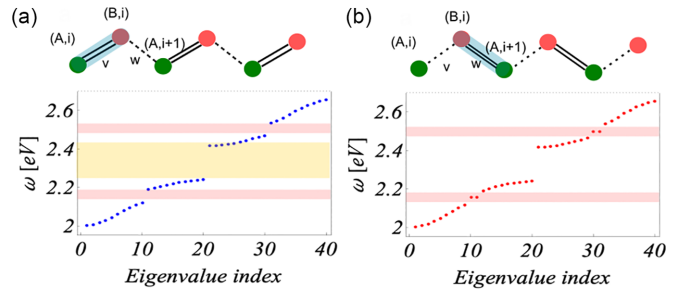 (a)
(B,i)
(A,i)
(A,i+1)
v
w
2.6
2.4
2.2
2
ω [eV]
0
10
20
30
40
Eigenvalue index
(b)
(B,i)
(A,i)
(A,i+1)
v
w
2.6
2.4
2.2
2
ω [eV]
0
10
20
30
40
Eigenvalue index